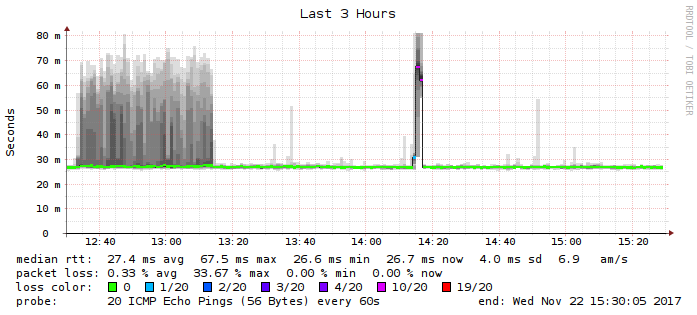 Last 3 Hours
RRDTOOL / TOBI OETIKER
Seconds
80 m
70 m
60 m
50 m
40 m
30 m
20 m
10 m
0
12:40 13:00 13:20 13:40 14:00 14:20 14:40 15:00 15:20
median rtt: 27.4 ms avg 67.5 ms max 26.6 ms min 26.7 ms now 4.0 ms sd 6.9 am/s
packet loss: 0.33 % avg 33.67 % max 0.00 % min 0.00 % now
loss color: 0 1/20 2/20 3/20 4/20 10/20 19/20
probe: 20 ICMP Echo Pings (56 Bytes) every 60s end: Wed Nov 22 15:30:05 2017